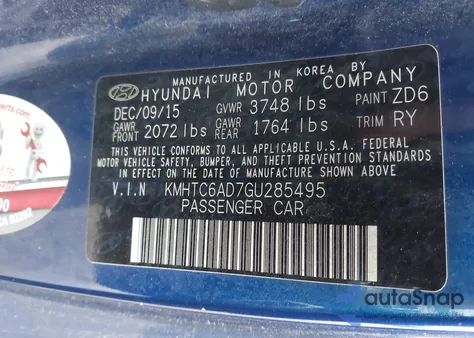 MANUFACTURED IN KOREA BY
HYUNDAI MOTOR COMPANY
DEC/09/15 GVWR 3748 lbs PAINT ZD6
GAWR FRONT 2072 lbs GAWR REAR 1764 lbs TRIM RY
THIS VEHICLE CONFORMS TO ALL APPLICABLE U.S.A. FEDERAL
MOTOR VEHICLE SAFETY, BUMPER, AND THEFT PREVENTION STANDARDS
IN EFFECT ON THE DATE OF MANUFACTURE SHOWN ABOVE.
V.I.N KMHTC6AD7GU285495
PASSENGER CAR
autoSnap